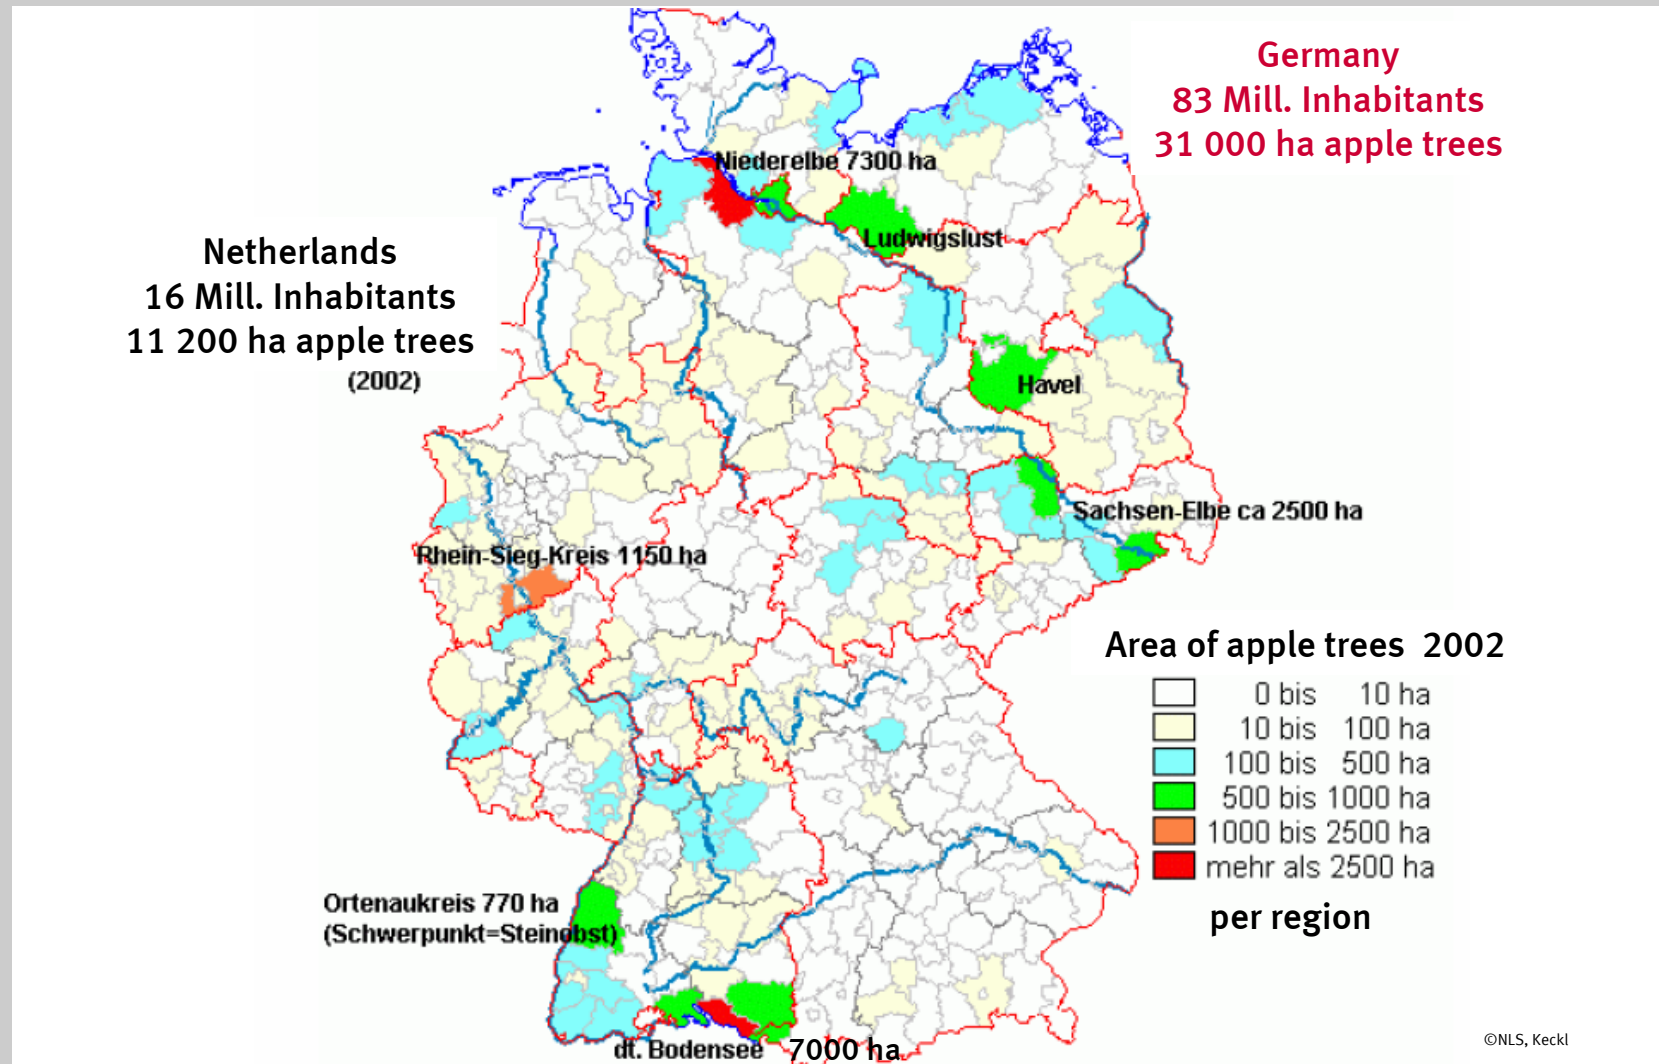 Germany
83 Mill. Inhabitants
31 000 ha apple trees
Niederelbe 7300 ha
Ludwigslust
Netherlands
16 Mill. Inhabitants
11 200 ha apple trees
(2002)
Havel
Sachsen-Elbe ca 2500 ha
Rhein-Sieg-Kreis 1150 ha
Area of apple trees 2002
0 bis 10 ha
10 bis 100 ha
100 bis 500 ha
500 bis 1000 ha
1000 bis 2500 ha
mehr als 2500 ha
per region
Ortenaukreis 770 ha
(Schwerpunkt=Steinobst)
dt. Bodensee 7000 ha
©NLS, Keckl